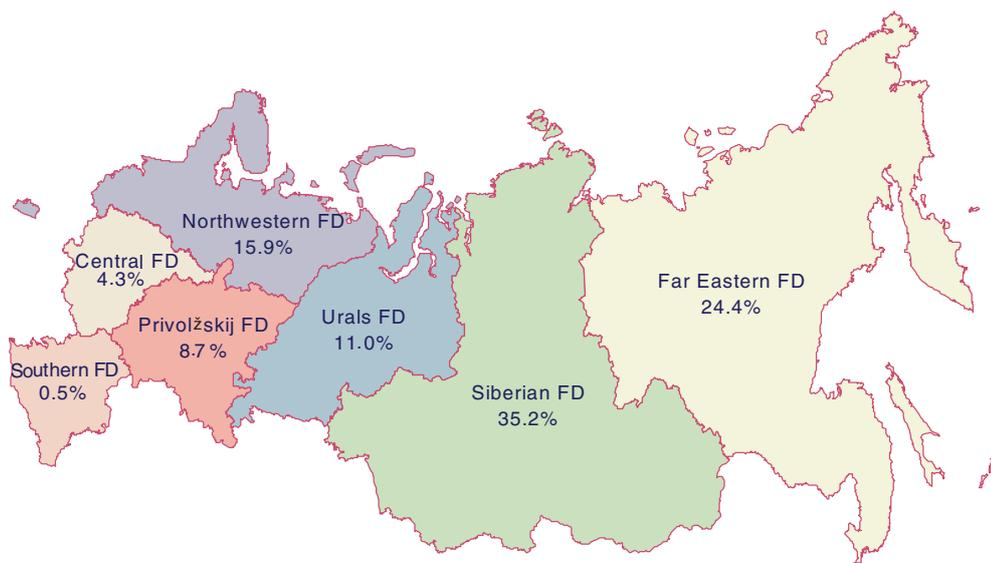 Northwestern FD
15.9%
Central FD
4.3%
Privolžskij FD
8.7 %
Urals FD
11.0%
Southern FD
0.5%
Siberian FD
35.2%
Far Eastern FD
24.4%